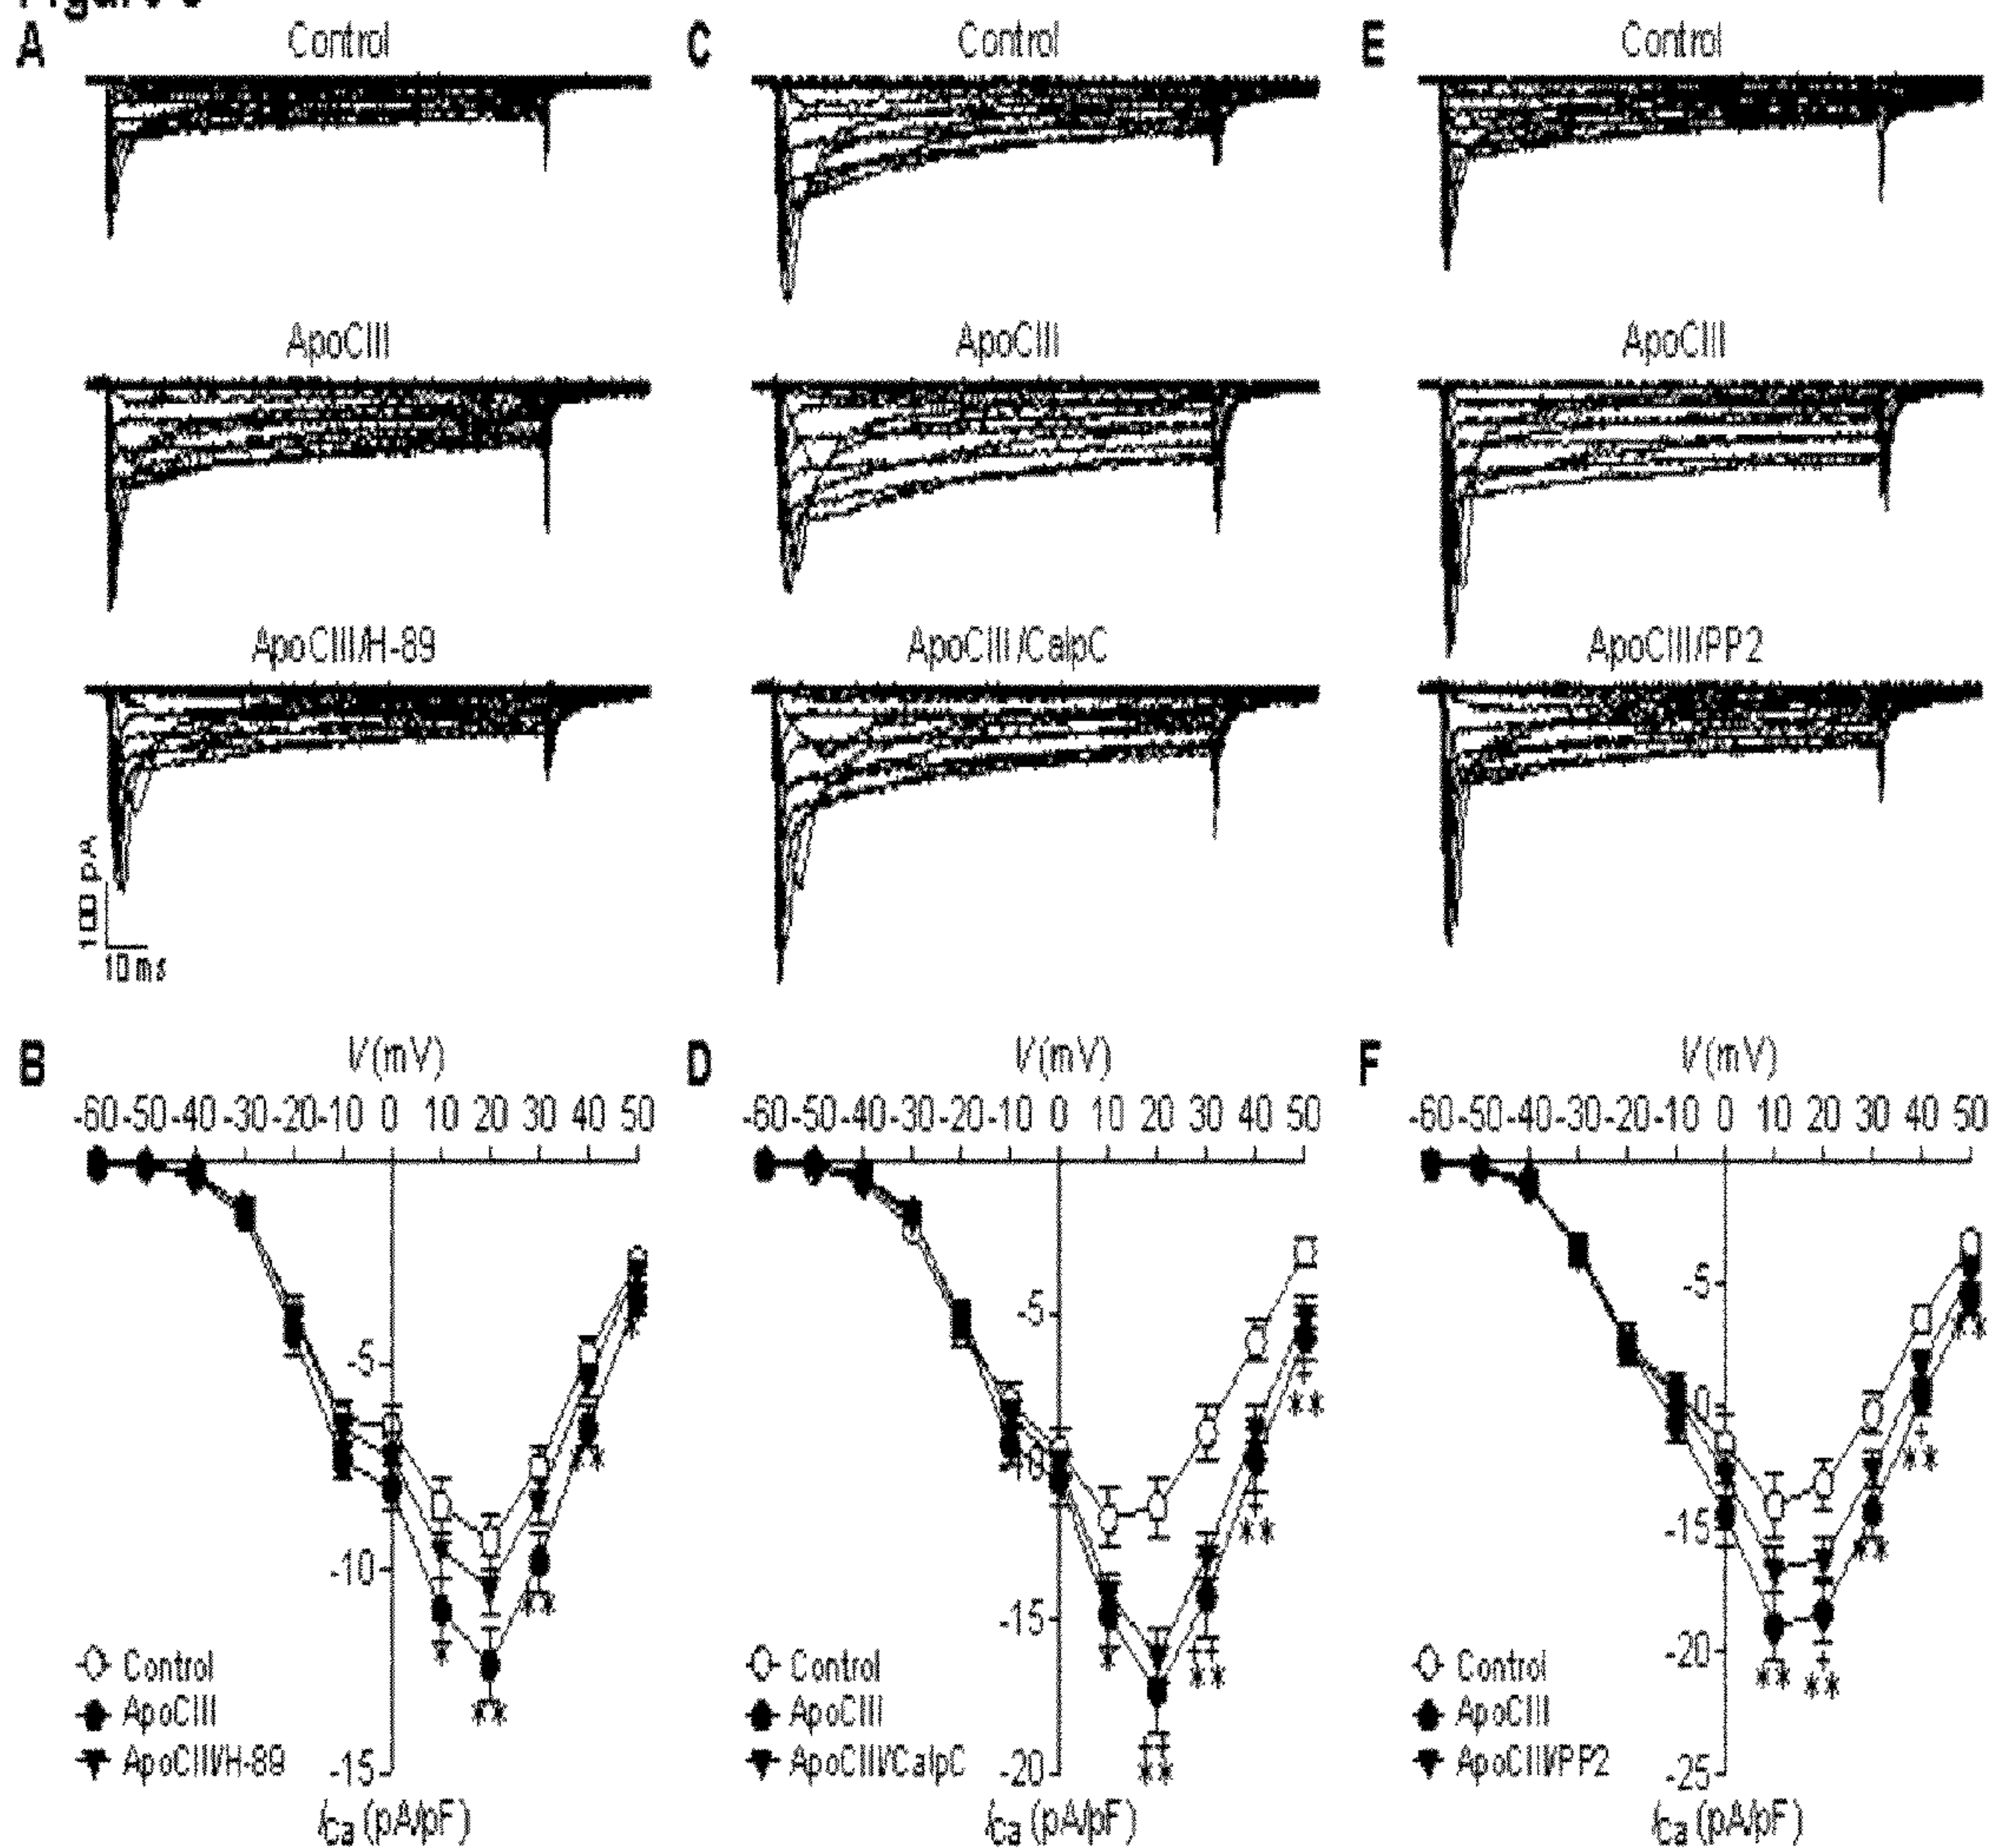 A
Control
ApoCIII
ApoCIII/H-89
100 pA
10 ms
C
Control
ApoCIII
ApoCIII/CalpC
E
Control
ApoCIII
ApoCIII/PP2
B
V (mV)
-60 -50 -40 -30 -20 -10 0 10 20 30 40 50
-5
-10
-15
Control
ApoCIII
ApoCIII/H-89
ICa (pA/pF)
* ** ** ** *
D
V (mV)
-60 -50 -40 -30 -20 -10 0 10 20 30 40 50
-5
-15
-20
Control
ApoCIII
ApoCIII/CalpC
ICa (pA/pF)
F
V (mV)
-60 -50 -40 -30 -20 -10 0 10 20 30 40 50
-5
-15
-20
-25
Control
ApoCIII
ApoCIII/PP2
ICa (pA/pF)